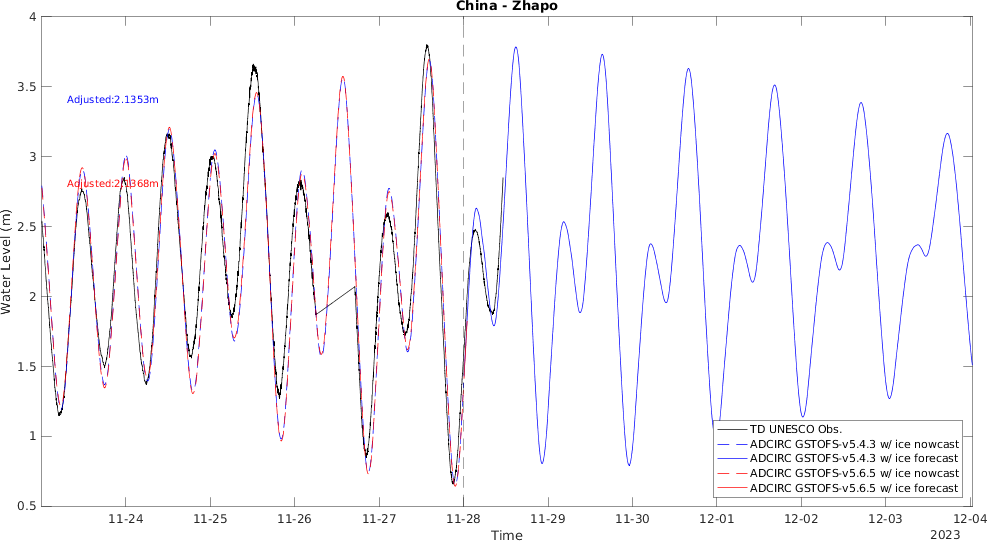 China - Zhapo
4
3.5
3
2.5
2
1.5
1
0.5
Water Level (m)
Adjusted:2.1353m
Adjusted:2.1368m
TD UNESCO Obs.
ADCIRC GSTOFS-v5.4.3 w/ ice nowcast
ADCIRC GSTOFS-v5.4.3 w/ ice forecast
ADCIRC GSTOFS-v5.6.5 w/ ice nowcast
ADCIRC GSTOFS-v5.6.5 w/ ice forecast
11-24 11-25 11-26 11-27 11-28 11-29 11-30 12-01 12-02 12-03 12-04
Time
2023